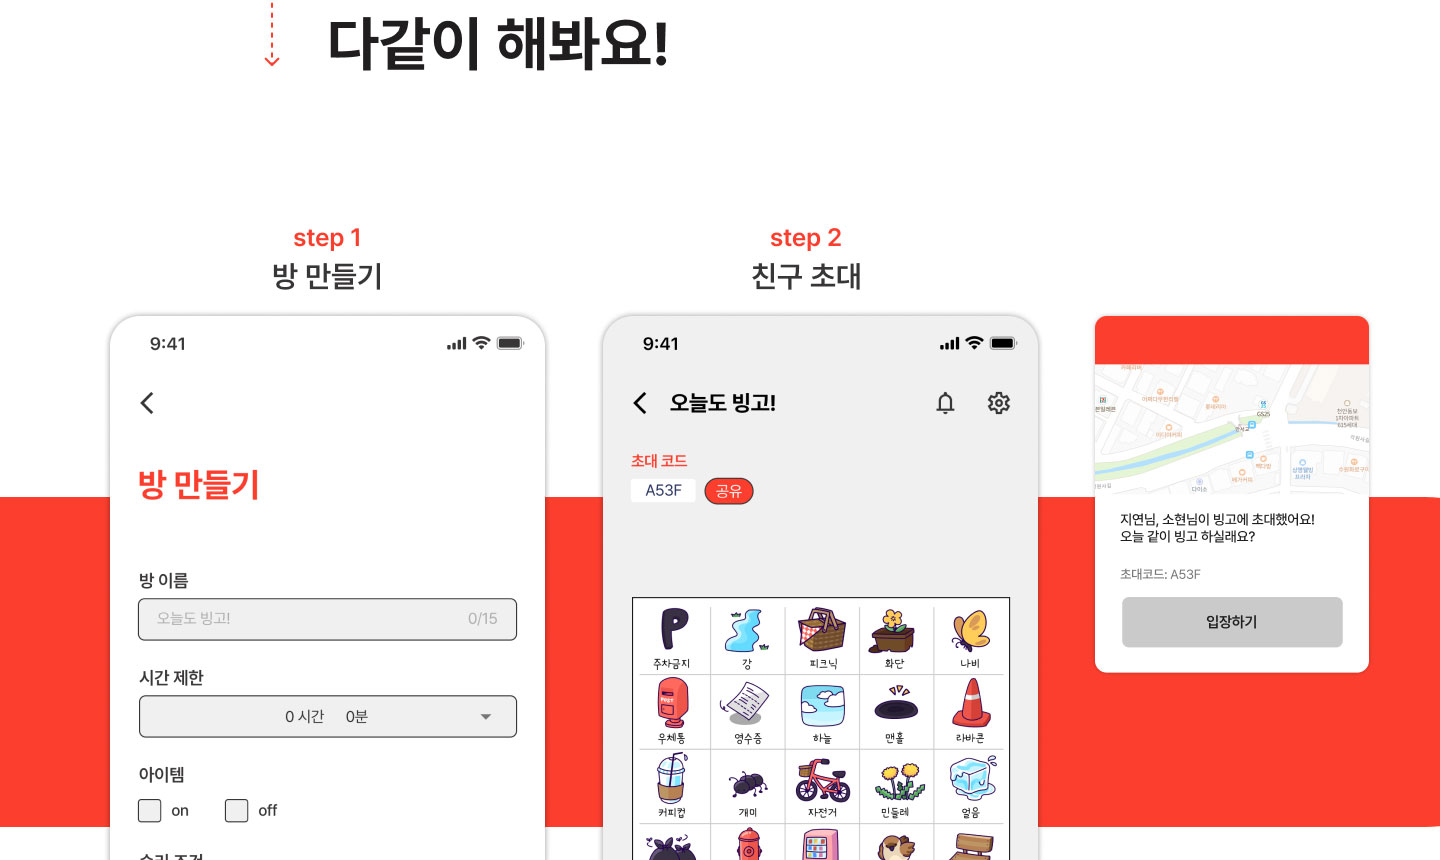 다같이 해봐요!
step 1
방 만들기
step 2
친구 초대
9:41
방 만들기
방 이름
오늘도 빙고!
0/15
시간 제한
0 시간 0분
아이템
on off
9:41
오늘도 빙고!
초대 코드
A53F 공유
P
주차금지 강 피크닉 화단 나비
POST
우체통 영수증 하늘 맨홀 라바콘
커피컵 개미 자전거 민들레 얼음
GS25
다이소
지연님, 소현님이 빙고에 초대했어요!
오늘 같이 빙고 하실래요?
초대코드: A53F
입장하기